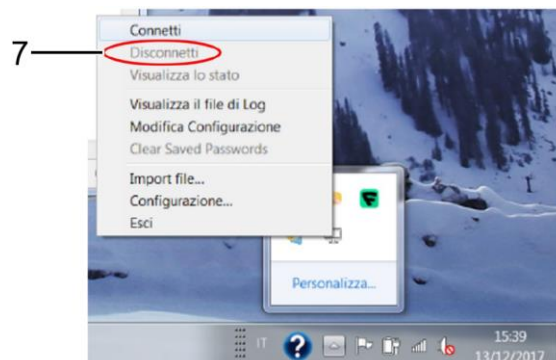 7
Connetti
Disconnetti
Visualizza lo stato
Visualizza il file di Log
Modifica Configurazione
Clear Saved Passwords
Import file...
Configurazione...
Esci
Personalizza...
IT
15:39
13/12/2017